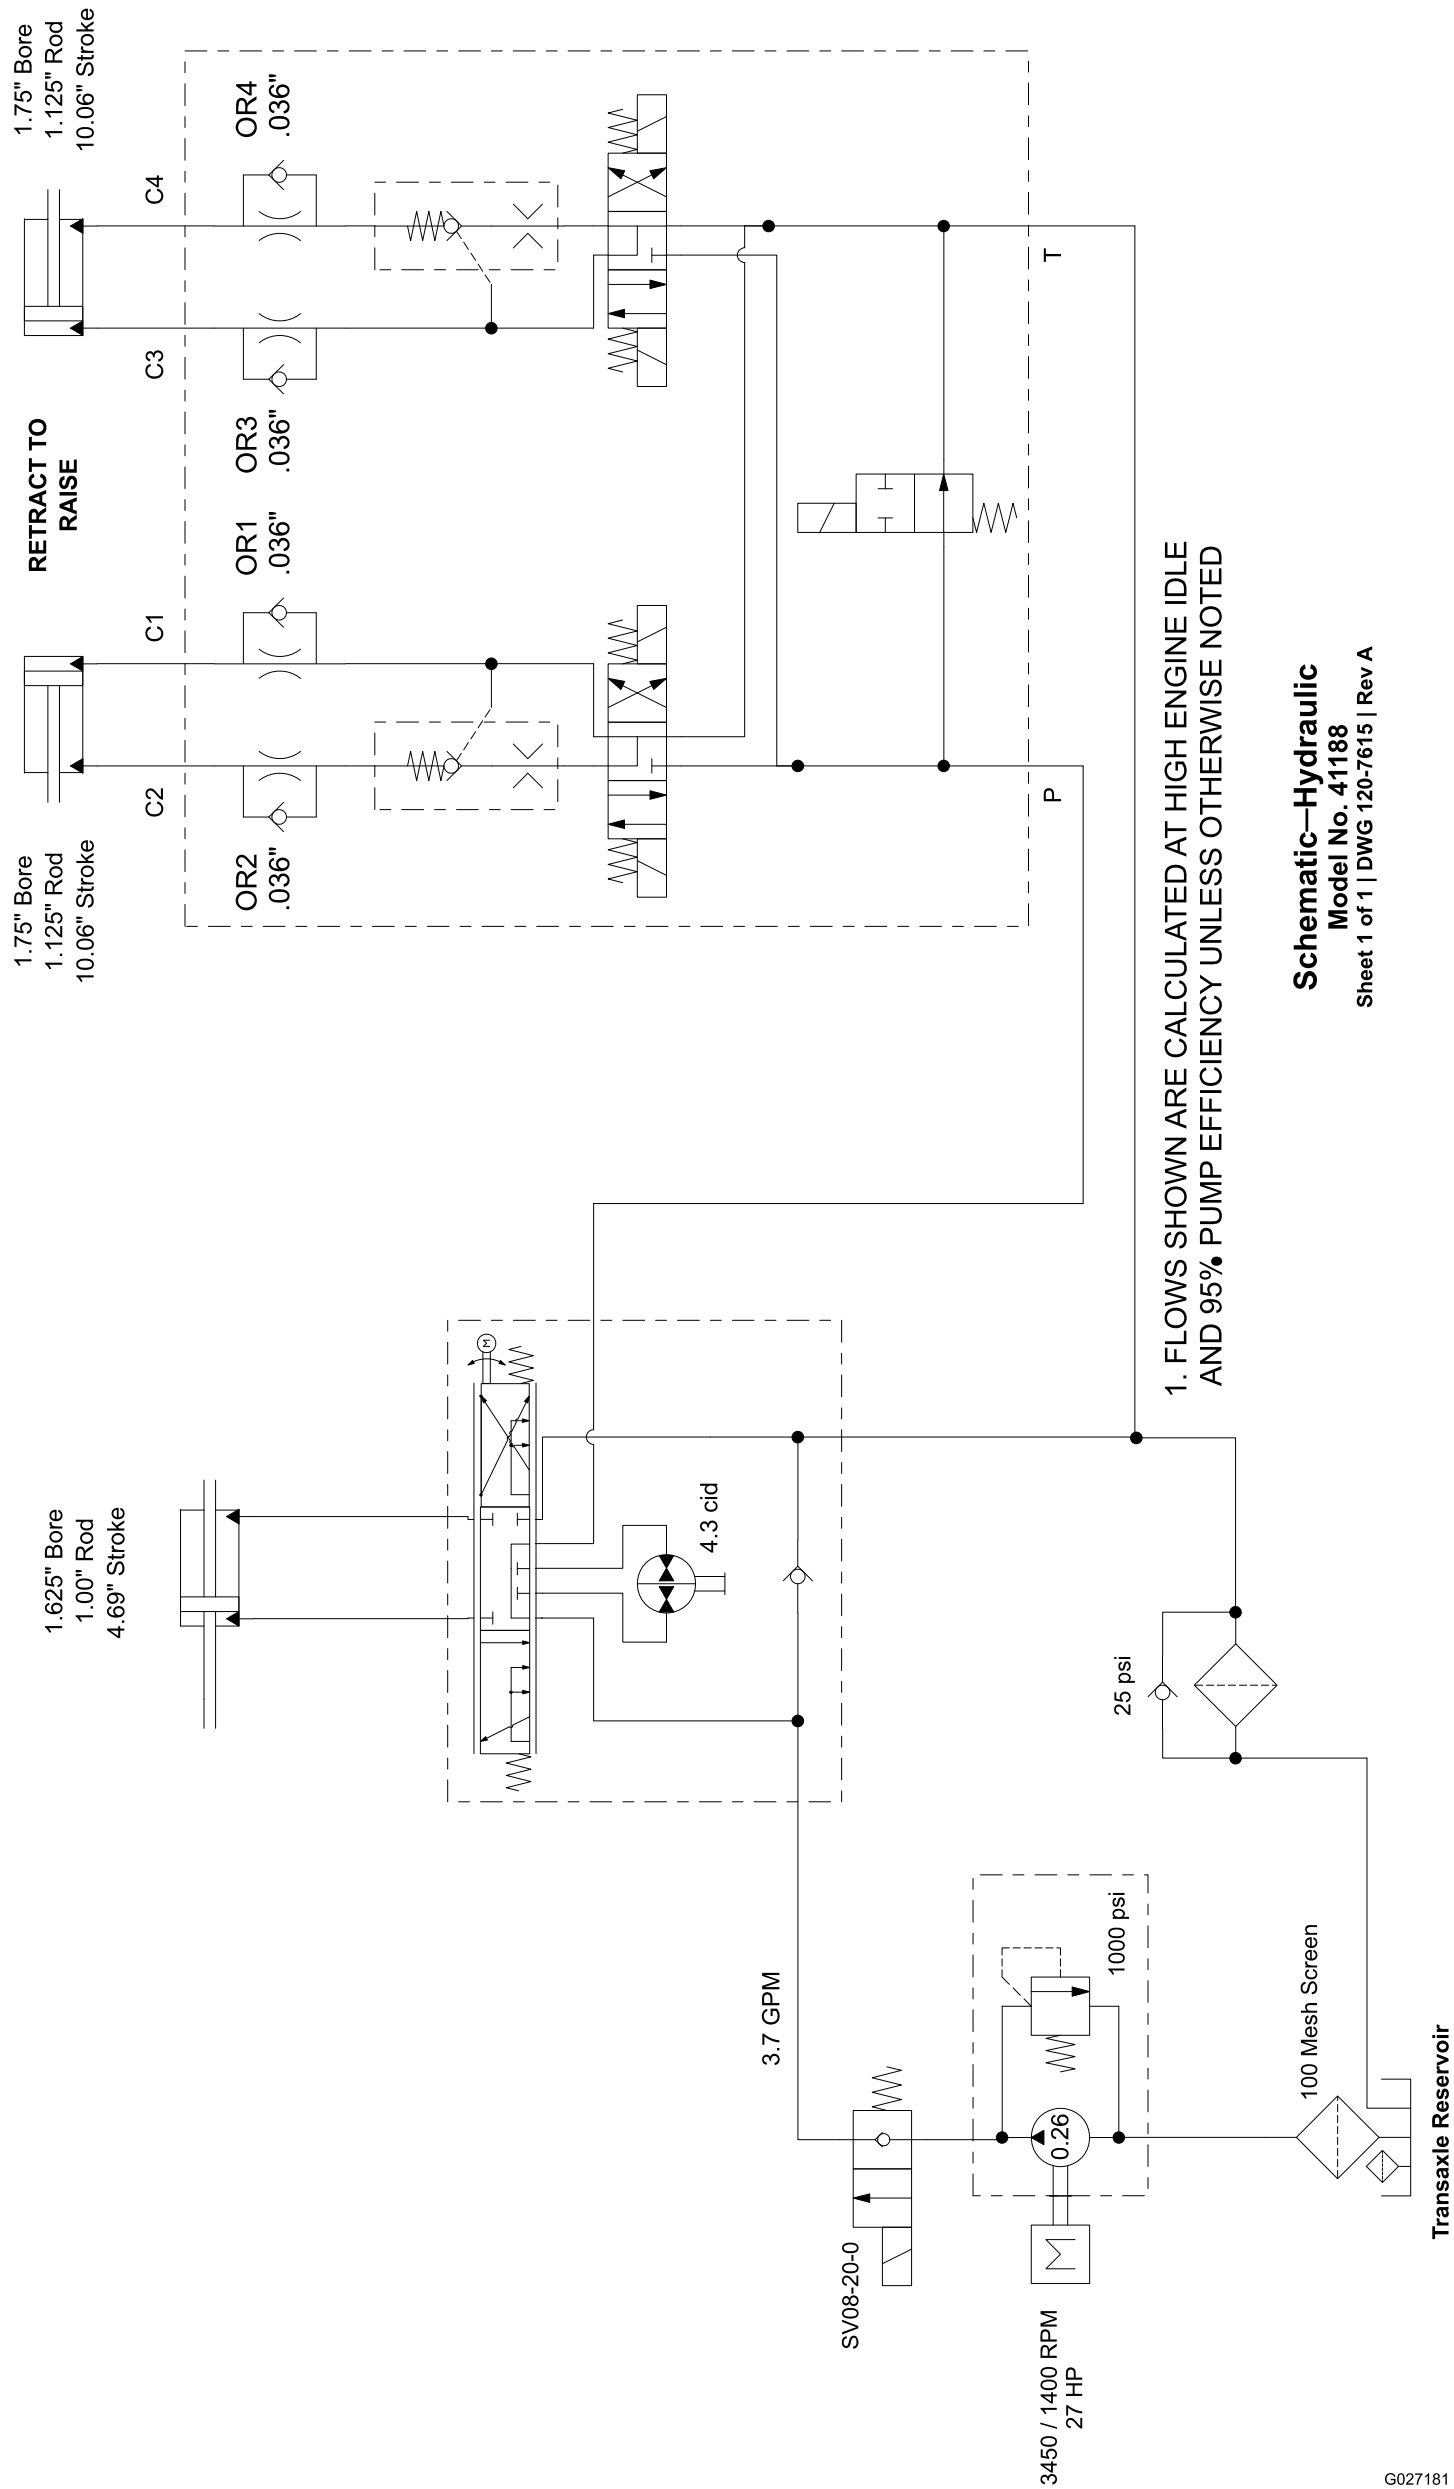 1.625" Bore
1.00" Rod
4.69" Stroke
1.75" Bore
1.125" Rod
10.06" Stroke
RETRACT TO
RAISE
1.75" Bore
1.125" Rod
10.06" Stroke
C2
C1
C3
C4
OR2
.036"
OR1
.036"
OR3
.036"
OR4
.036"
M
4.3 cid
P
T
3.7 GPM
SV08-20-0
3450 / 1400 RPM
27 HP
M
0.26
1000 psi
25 psi
100 Mesh Screen
Transaxle Reservoir
1. FLOWS SHOWN ARE CALCULATED AT HIGH ENGINE IDLE
AND 95% PUMP EFFICIENCY UNLESS OTHERWISE NOTED
Schematic—Hydraulic
Model No. 41188
Sheet 1 of 1 | DWG 120-7615 | Rev A
G027181